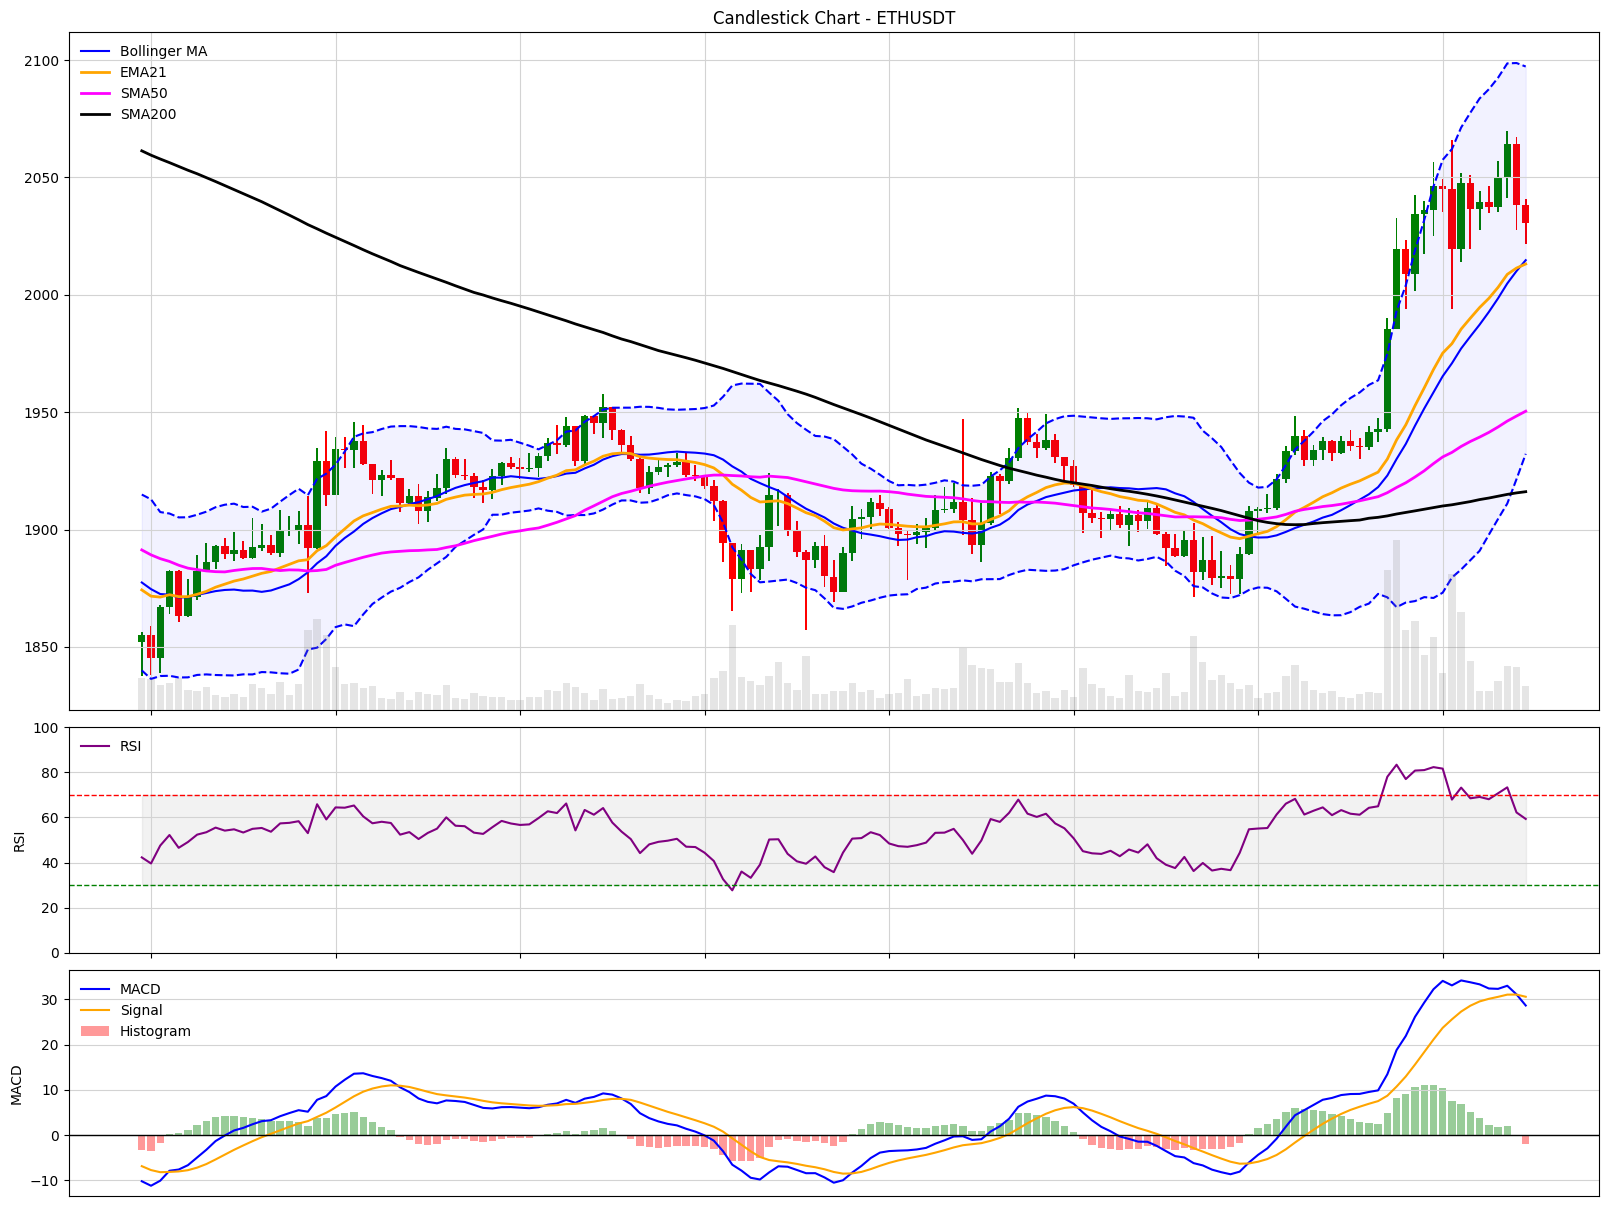 Candlestick Chart - ETHUSDT
Bollinger MA
EMA21
SMA50
SMA200
2100
2050
2000
1950
1900
1850
RSI
100
80
60
40
20
0
RSI
MACD
Signal
Histogram
30
20
10
0
−10
MACD